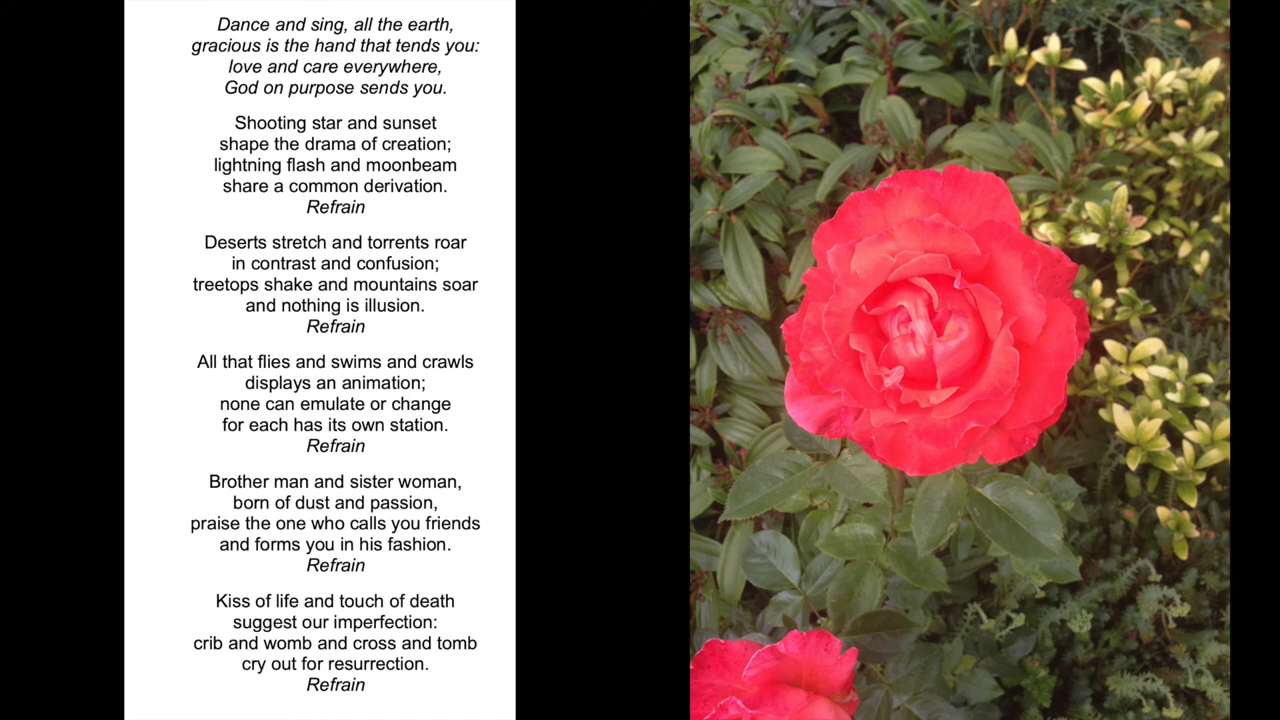 Dance and sing, all the earth,
gracious is the hand that tends you:
love and care everywhere,
God on purpose sends you.
Shooting star and sunset
shape the drama of creation;
lightning flash and moonbeam
share a common derivation.
Refrain
Deserts stretch and torrents roar
in contrast and confusion;
treetops shake and mountains soar
and nothing is illusion.
Refrain
All that flies and swims and crawls
displays an animation;
none can emulate or change
for each has its own station.
Refrain
Brother man and sister woman,
born of dust and passion,
praise the one who calls you friends
and forms you in his fashion.
Refrain
Kiss of life and touch of death
suggest our imperfection:
crib and womb and cross and tomb
cry out for resurrection.
Refrain